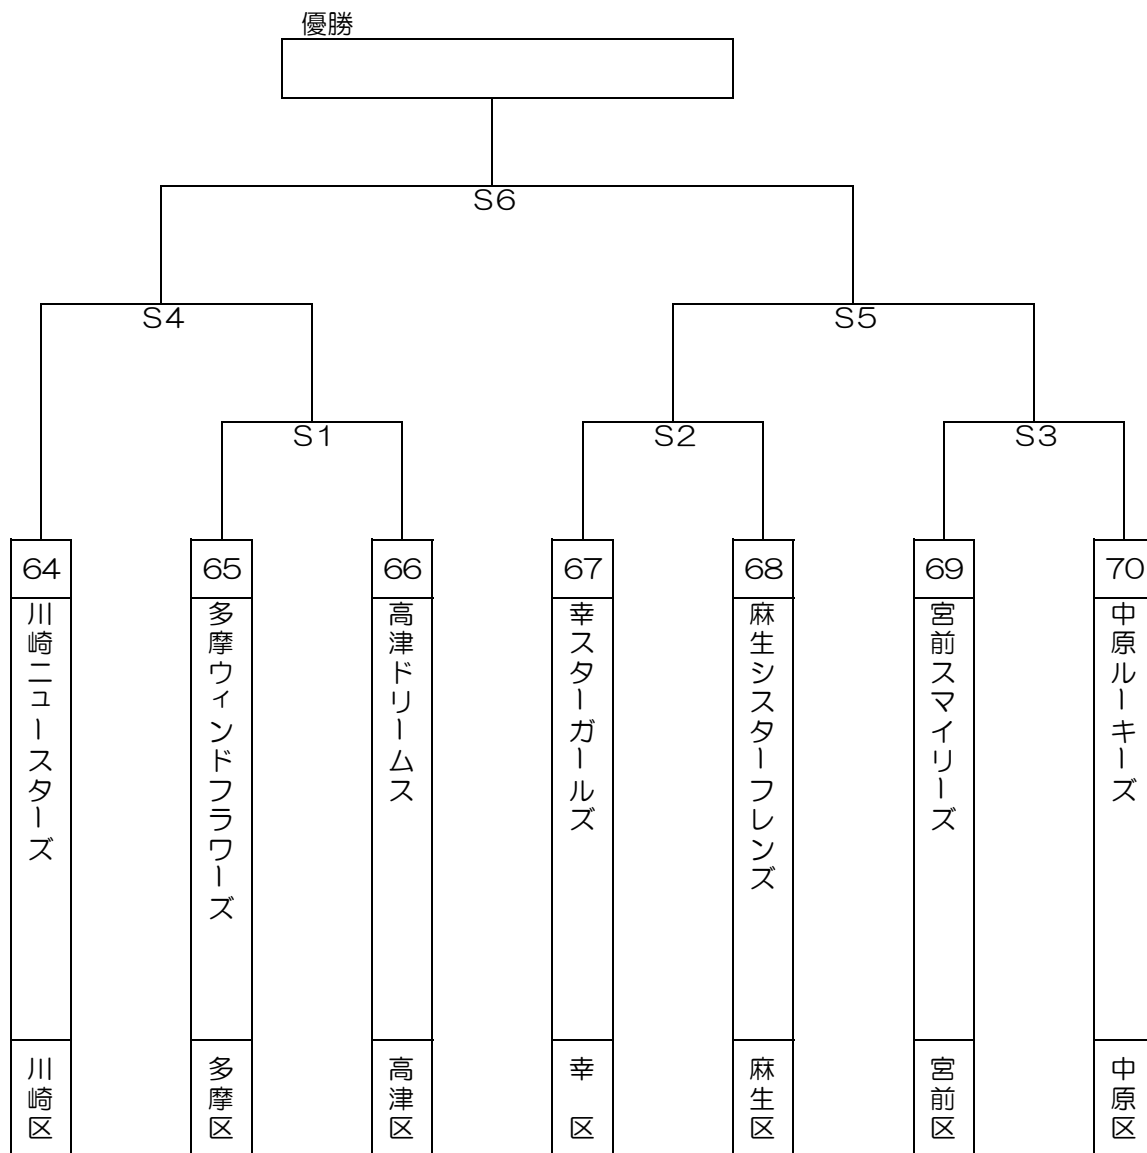 優勝
S6
S4
S5
S1
S2
S3
64
65
66
67
68
69
70
川崎ニュースターズ
多摩ウィンドフラワーズ
高津ドリームス
幸スターガールズ
麻生シスターフレンズ
宮前スマイリーズ
中原ルーキーズ
川崎区
多摩区
高津区
幸 区
麻生区
宮前区
中原区